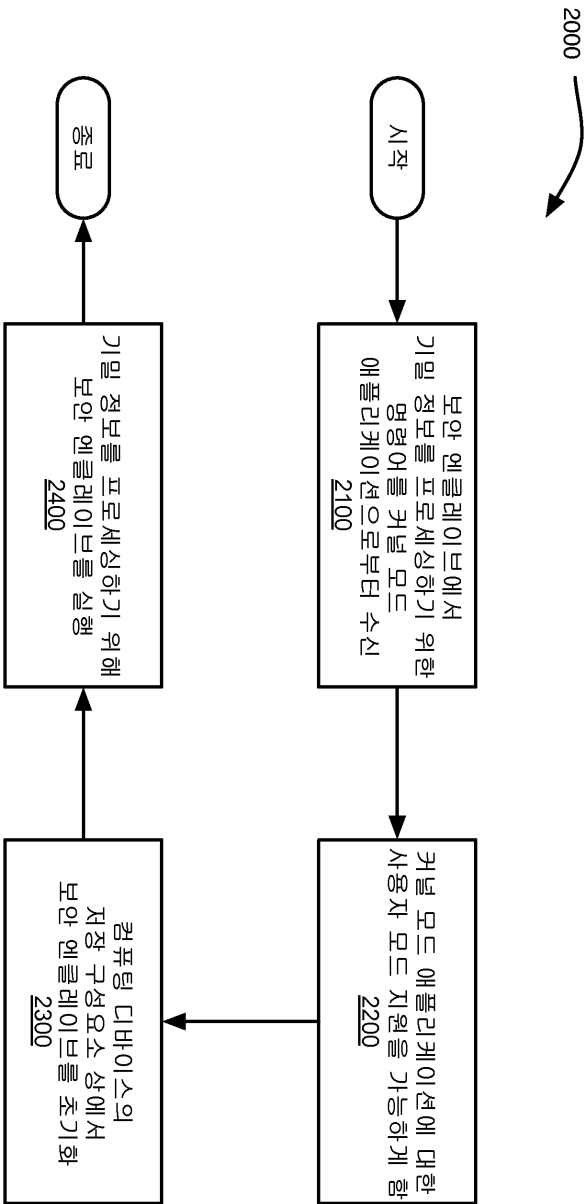 2000
시작
보안 엔클레이브에서
기밀 정보를 프로세싱하기 위한
명령어를 커널 모드
애플리케이션으로부터 수신
2100
커널 모드 애플리케이션에 대한
사용자 모드 지원을 가능하게 함
2200
컴퓨팅 디바이스의
저장 구성요소 상에서
보안 엔클레이브를 초기화
2300
기밀 정보를 프로세싱하기 위해
보안 엔클레이브를 실행
2400
종료